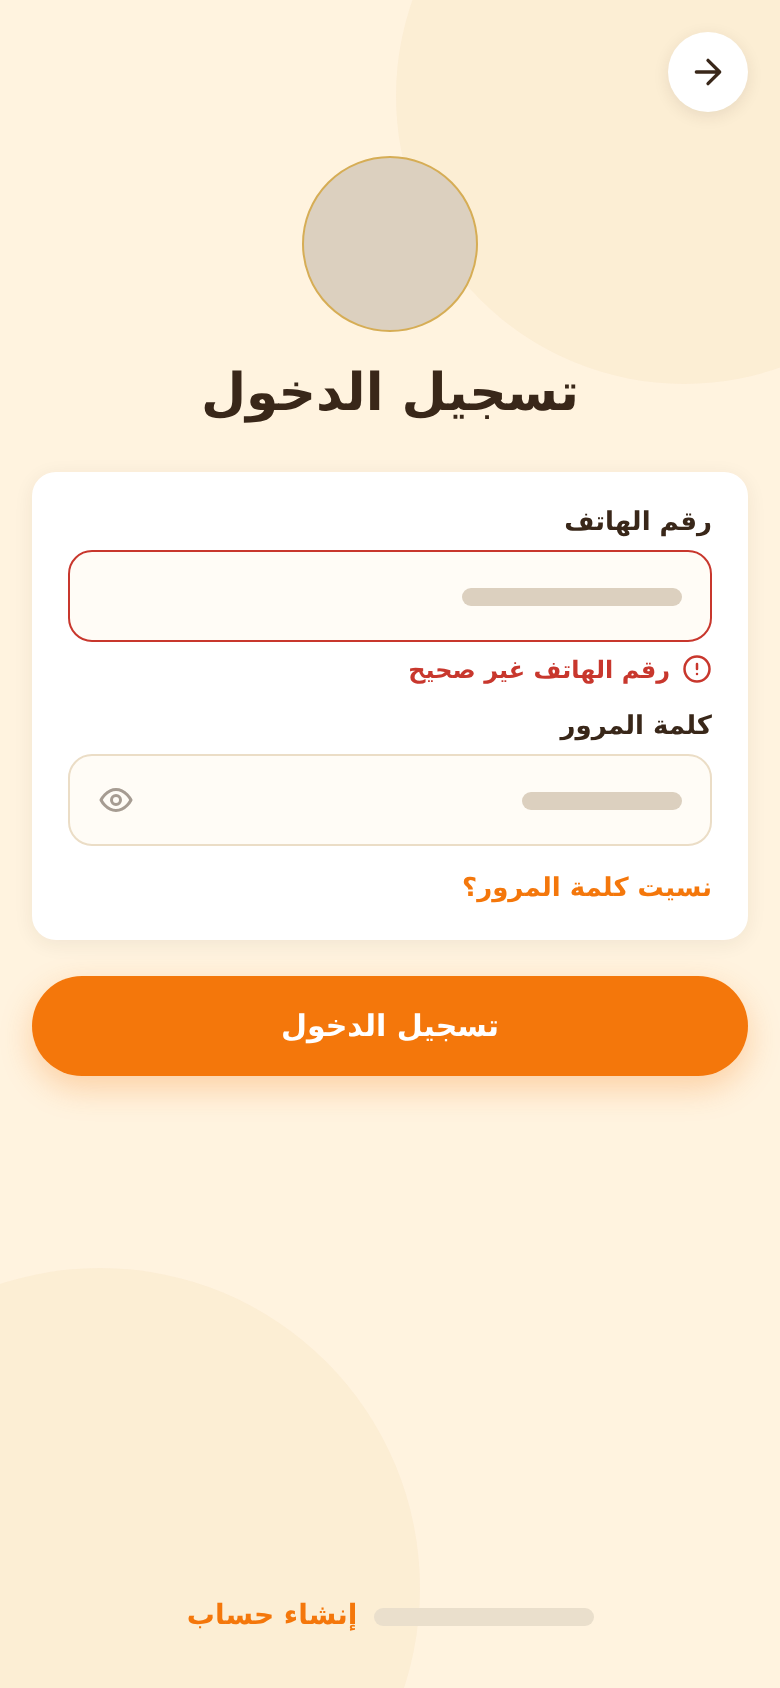 تسجيل الدخول
رقم الهاتف
رقم الهاتف غير صحيح
كلمة المرور
نسيت كلمة المرور؟
تسجيل الدخول
إنشاء حساب